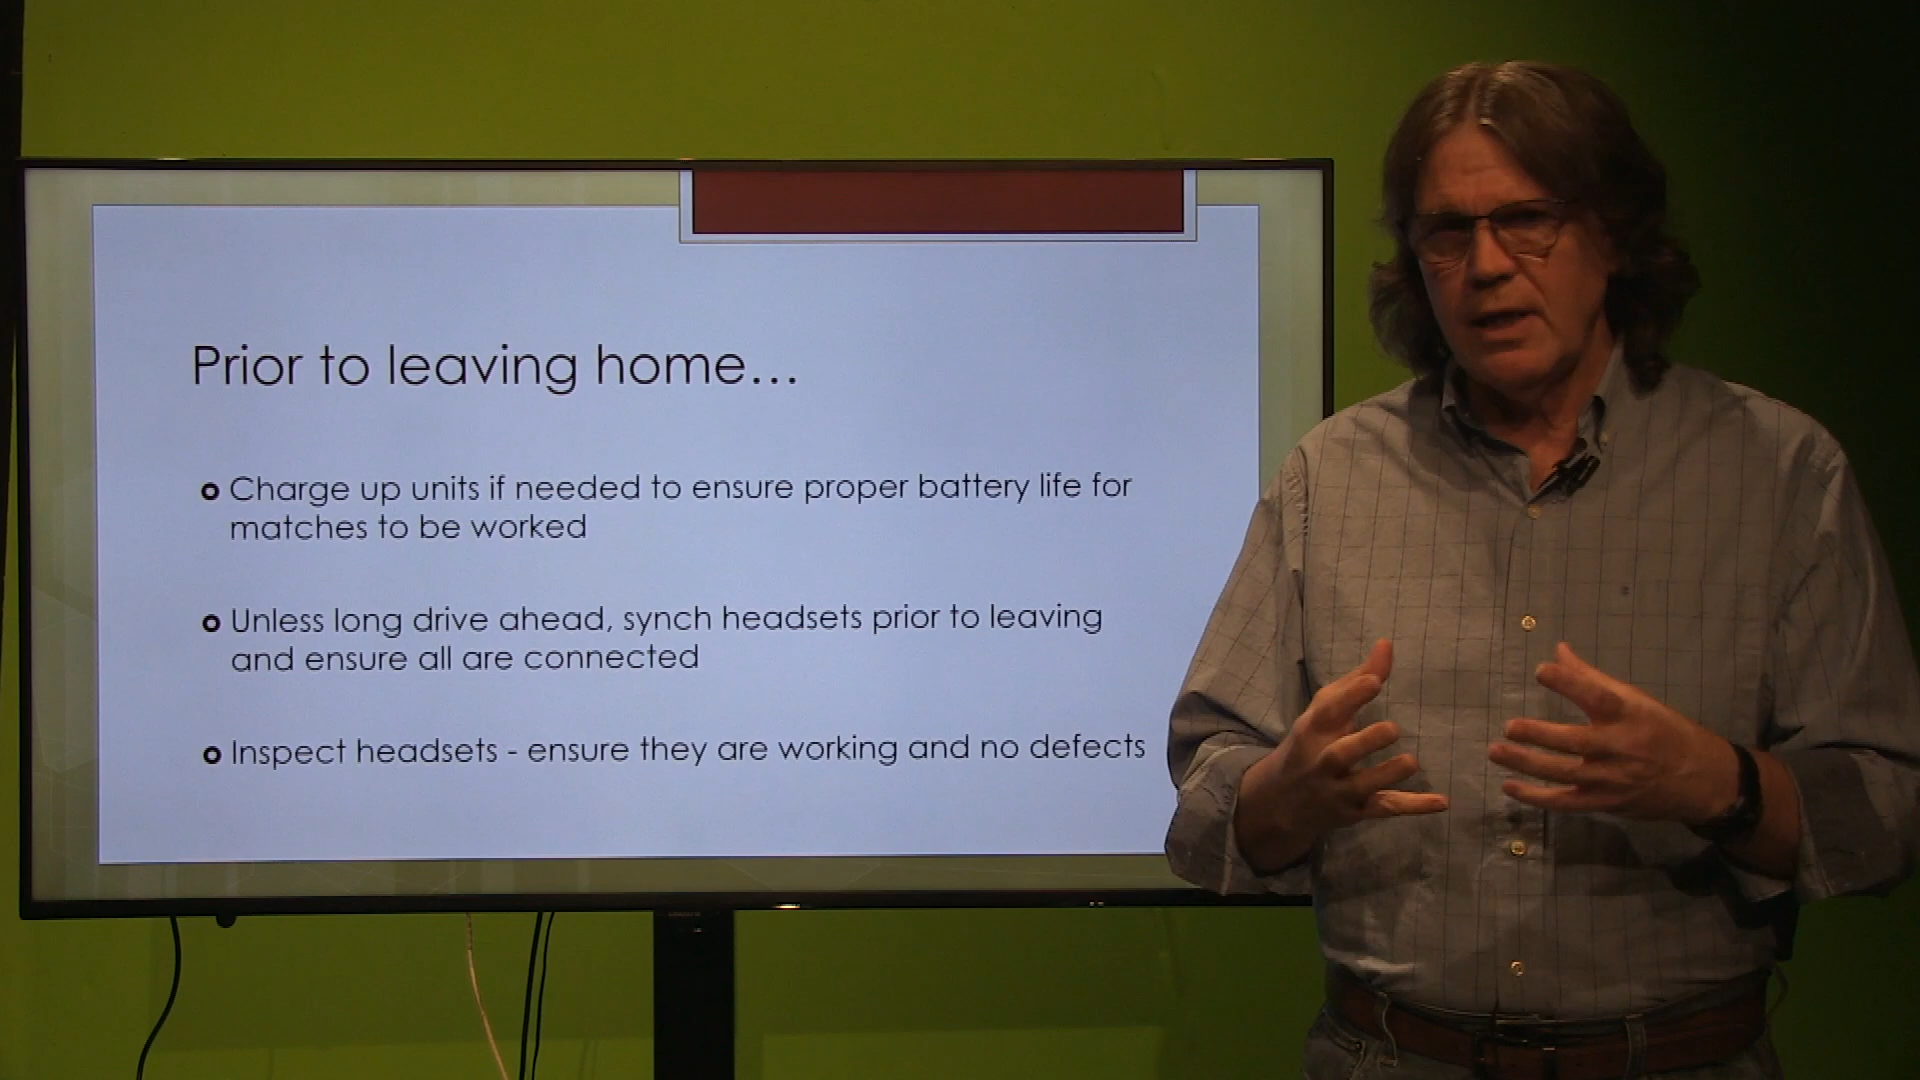 Prior to leaving home...
Charge up units if needed to ensure proper battery life for
matches to be worked
Unless long drive ahead, synch headsets prior to leaving
and ensure all are connected
Inspect headsets - ensure they are working and no defects